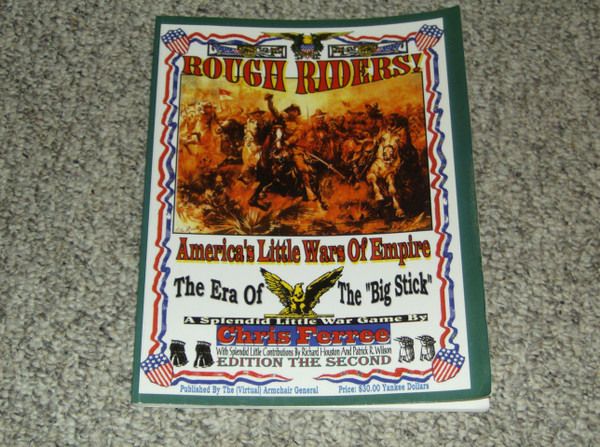 ROUGH RIDERS!
America's Little Wars Of Empire
The Era Of The "Big Stick"
A Splendid Little War Game By
Chris Ferree
With Splendid Little Contributions By Richard Houston And Patrick R. Wilson
EDITION THE SECOND
Published By The (Virtual) Armchair General Price: $30.00 Yankee Dollars